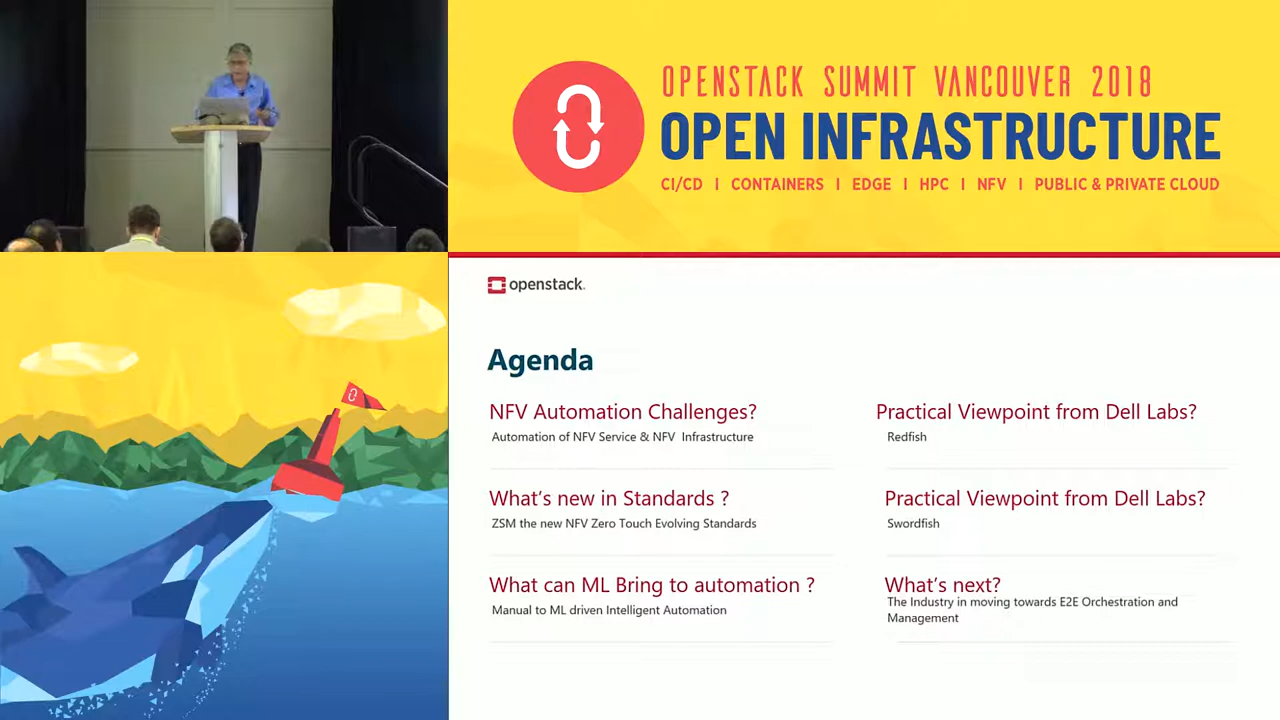 OPENSTACK SUMMIT VANCOUVER 2018
OPEN INFRASTRUCTURE
CI/CD | CONTAINERS | EDGE | HPC | NFV | PUBLIC & PRIVATE CLOUD
openstack.
Agenda
NFV Automation Challenges?
Automation of NFV Service & NFV Infrastructure
What's new in Standards ?
ZSM the new NFV Zero Touch Evolving Standards
What can ML Bring to automation ?
Manual to ML driven Intelligent Automation
Practical Viewpoint from Dell Labs?
Redfish
Practical Viewpoint from Dell Labs?
Swordfish
What's next?
The Industry in moving towards E2E Orchestration and
Management